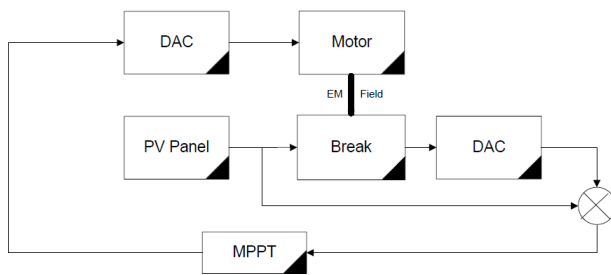 DAC
Motor
EM Field
PV Panel
Break
DAC
MPPT